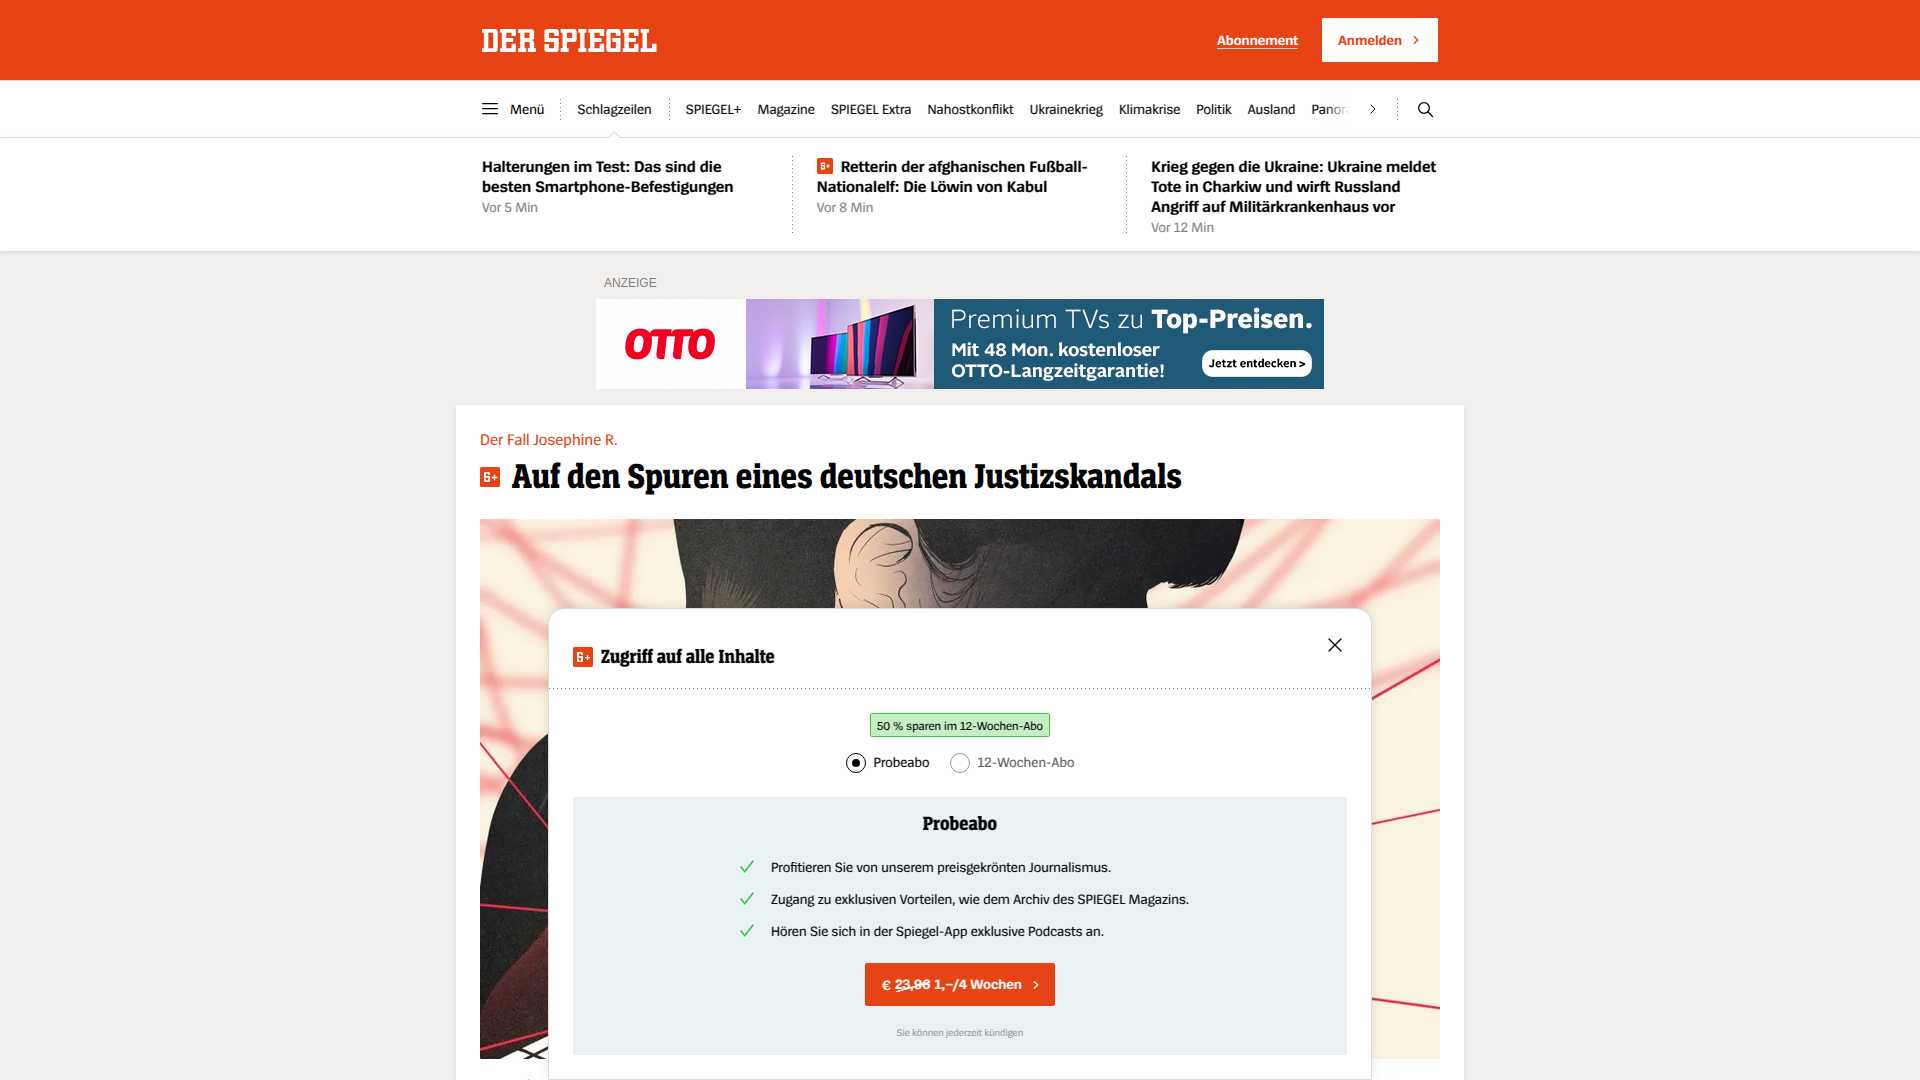 DER SPIEGEL
Abonnement
Anmelden
Menü
Schlagzeilen
SPIEGEL+
Magazine
SPIEGEL Extra
Nahostkonflikt
Ukrainekrieg
Klimakrise
Politik
Ausland
Halterungen im Test: Das sind die
besten Smartphone-Befestigungen
Vor 5 Min
Retterin der afghanischen Fußball-
Nationalelf: Die Löwin von Kabul
Vor 8 Min
Krieg gegen die Ukraine: Ukraine meldet
Tote in Charkiw und wirft Russland
Angriff auf Militärkrankenhaus vor
Vor 12 Min
ANZEIGE
OTTO
Premium TVs zu Top-Preisen.
Mit 48 Mon. kostenloser
OTTO-Langzeitgarantie!
Jetzt entdecken >
Der Fall Josephine R.
Auf den Spuren eines deutschen Justizskandals
Zugriff auf alle Inhalte
50 % sparen im 12-Wochen-Abo
Probeabo
12-Wochen-Abo
Probeabo
Profitieren Sie von unserem preisgekrönten Journalismus.
Zugang zu exklusiven Vorteilen, wie dem Archiv des SPIEGEL Magazins.
Hören Sie sich in der Spiegel-App exklusive Podcasts an.
€ 23,96 1,–/4 Wochen
Sie können jederzeit kündigen